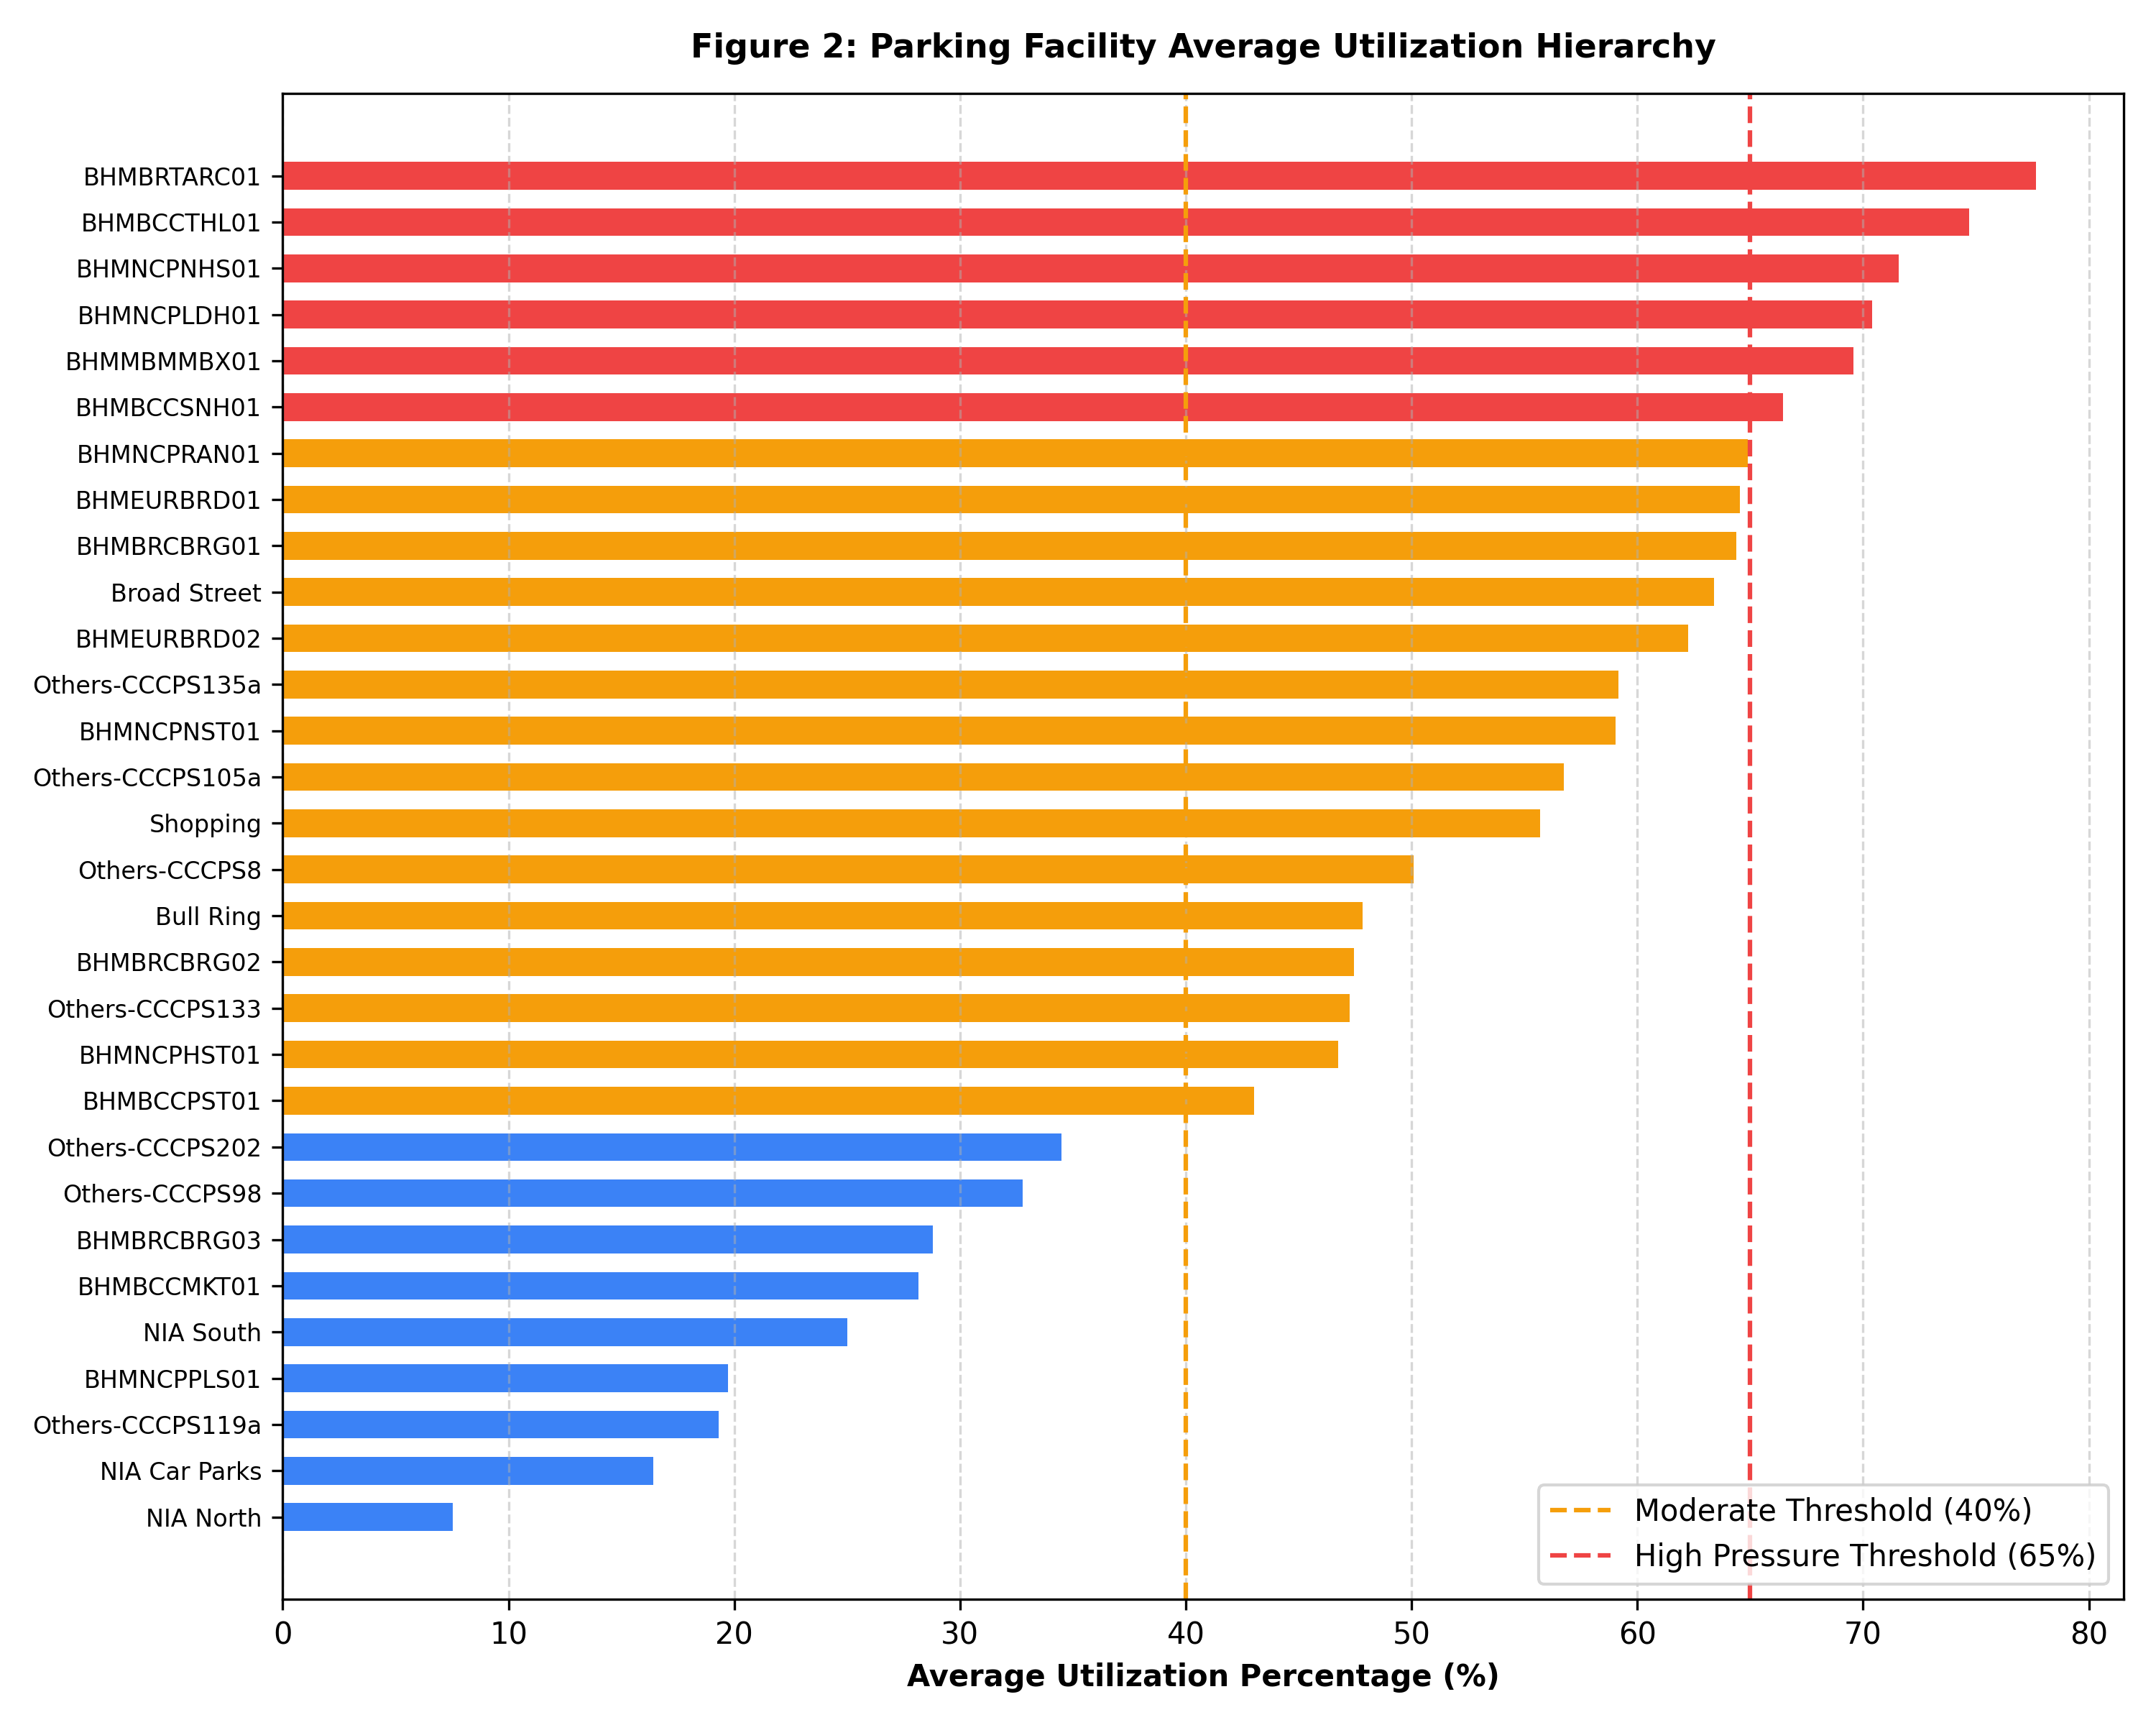 Figure 2: Parking Facility Average Utilization Hierarchy
BHMBRTARC01
BHMBCCTHL01
BHMNCPNHS01
BHMNCPLDH01
BHMMBMMBX01
BHMBCCSNH01
BHMNCPRAN01
BHMEURBRD01
BHMBRCBRG01
Broad Street
BHMEURBRD02
Others-CCCPS135a
BHMNCPNST01
Others-CCCPS105a
Shopping
Others-CCCPS8
Bull Ring
BHMBRCBRG02
Others-CCCPS133
BHMNCPHST01
BHMBCCPST01
Others-CCCPS202
Others-CCCPS98
BHMBRCBRG03
BHMBCCMKT01
NIA South
BHMNCPPLS01
Others-CCCPS119a
NIA Car Parks
NIA North
Moderate Threshold (40%)
High Pressure Threshold (65%)
0 10 20 30 40 50 60 70 80
Average Utilization Percentage (%)